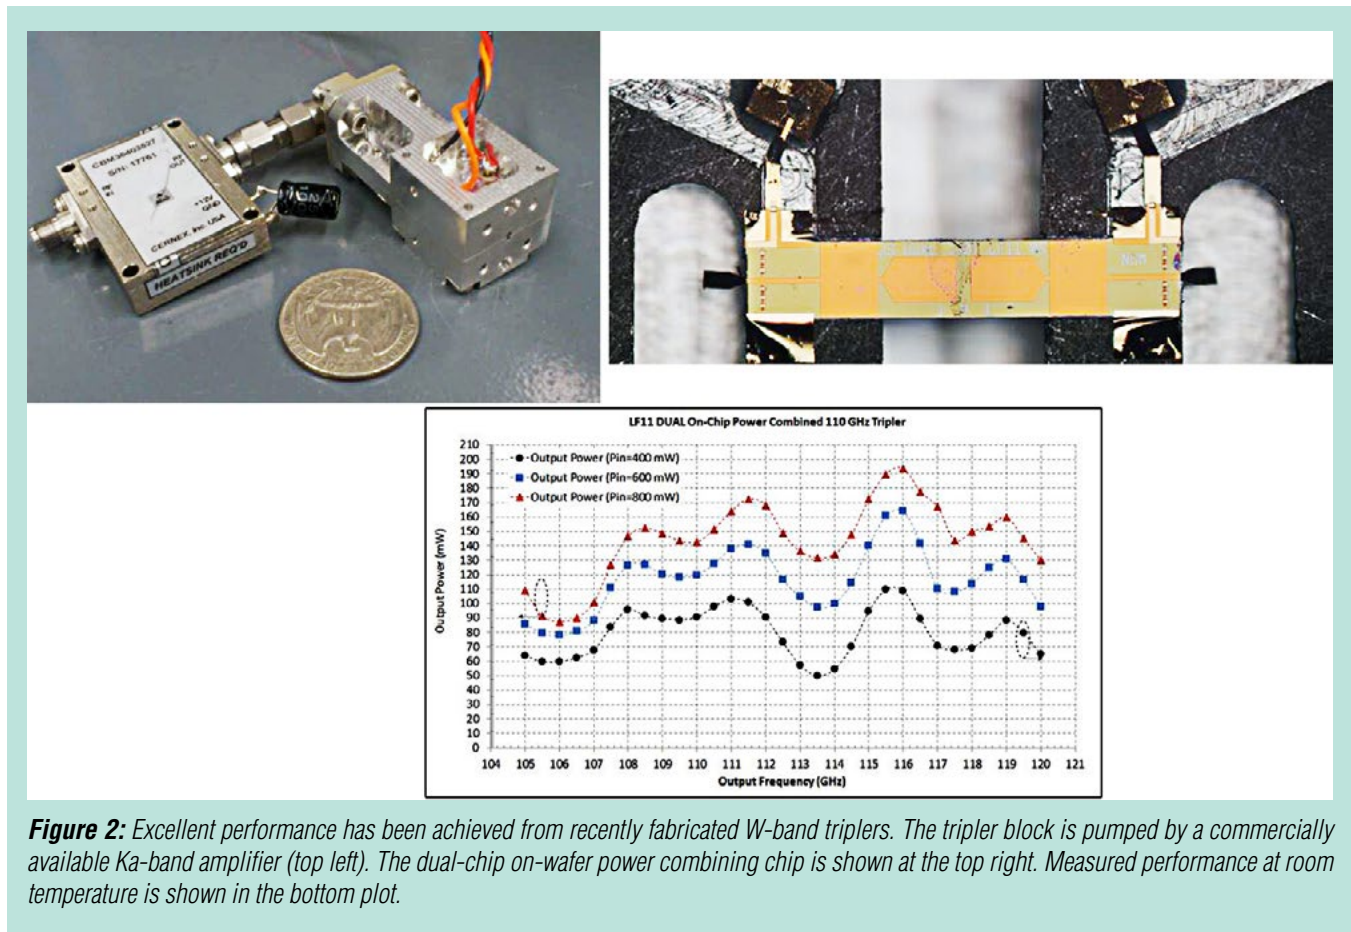 CBM36403527
S/N: 17761
RF
OUT
RF
IN
+12V
GND
CERNEX, Inc. USA
HEATSINK REQ'D
LF11 DUAL On-Chip Power Combined 110 GHz Tripler
Output Power (Pin=400 mW)
Output Power (Pin=600 mW)
Output Power (Pin=800 mW)
Output Power (mW)
210
200
190
180
170
160
150
140
130
120
110
100
90
80
70
60
50
40
30
20
10
0
104 105 106 107 108 109 110 111 112 113 114 115 116 117 118 119 120 121
Output Frequency (GHz)
Figure 2: Excellent performance has been achieved from recently fabricated W-band triplers. The tripler block is pumped by a commercially
available Ka-band amplifier (top left). The dual-chip on-wafer power combining chip is shown at the top right. Measured performance at room
temperature is shown in the bottom plot.